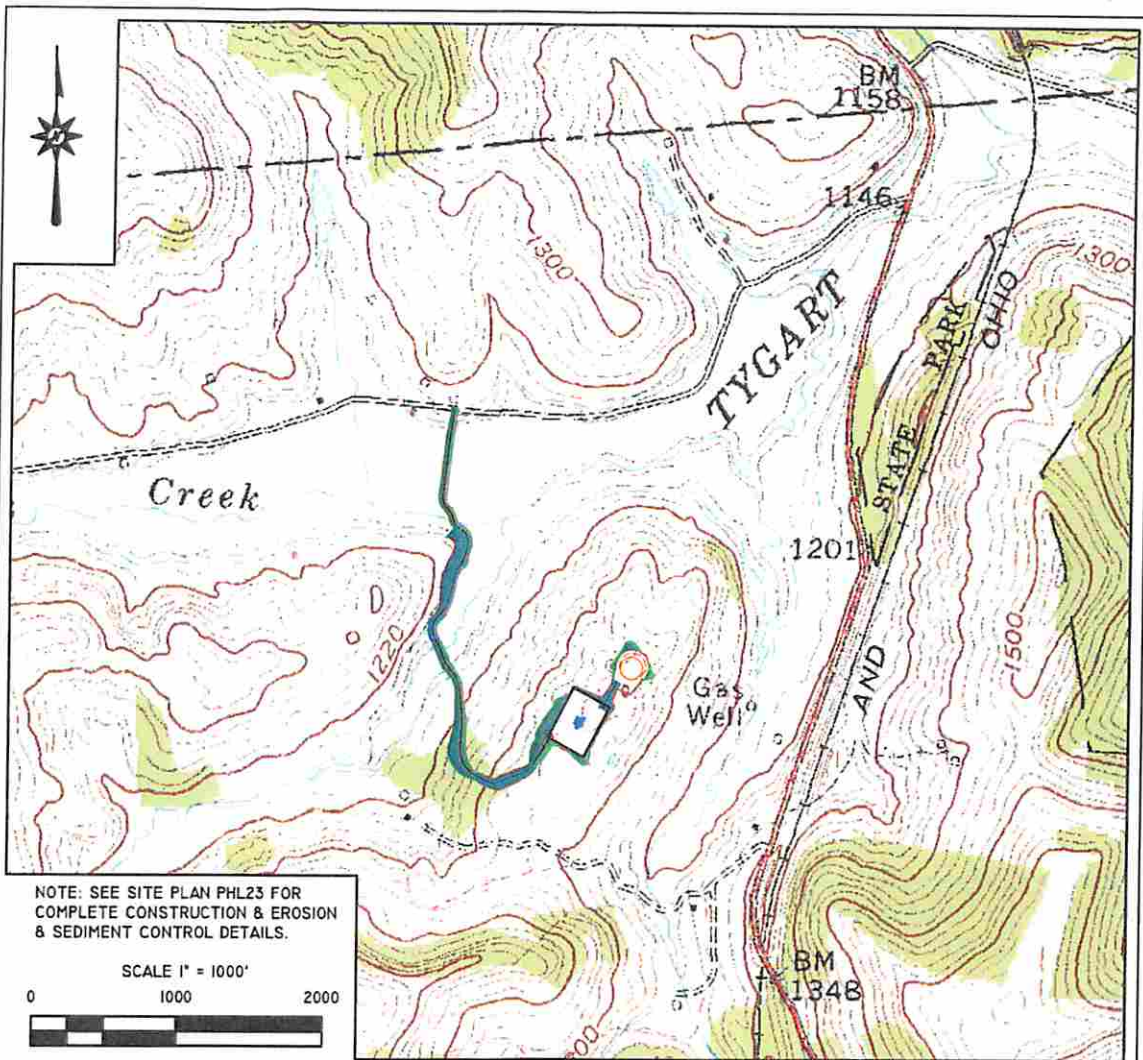 BM
1158
1146
1300
1300
TYGART
STATE PARK
OHIO
Creek
1201
1220
1500
AND
Gas
Well
NOTE: SEE SITE PLAN PHL23 FOR
COMPLETE CONSTRUCTION & EROSION
& SEDIMENT CONTROL DETAILS.
SCALE 1" = 1000'
0 1000 2000
BM
1348